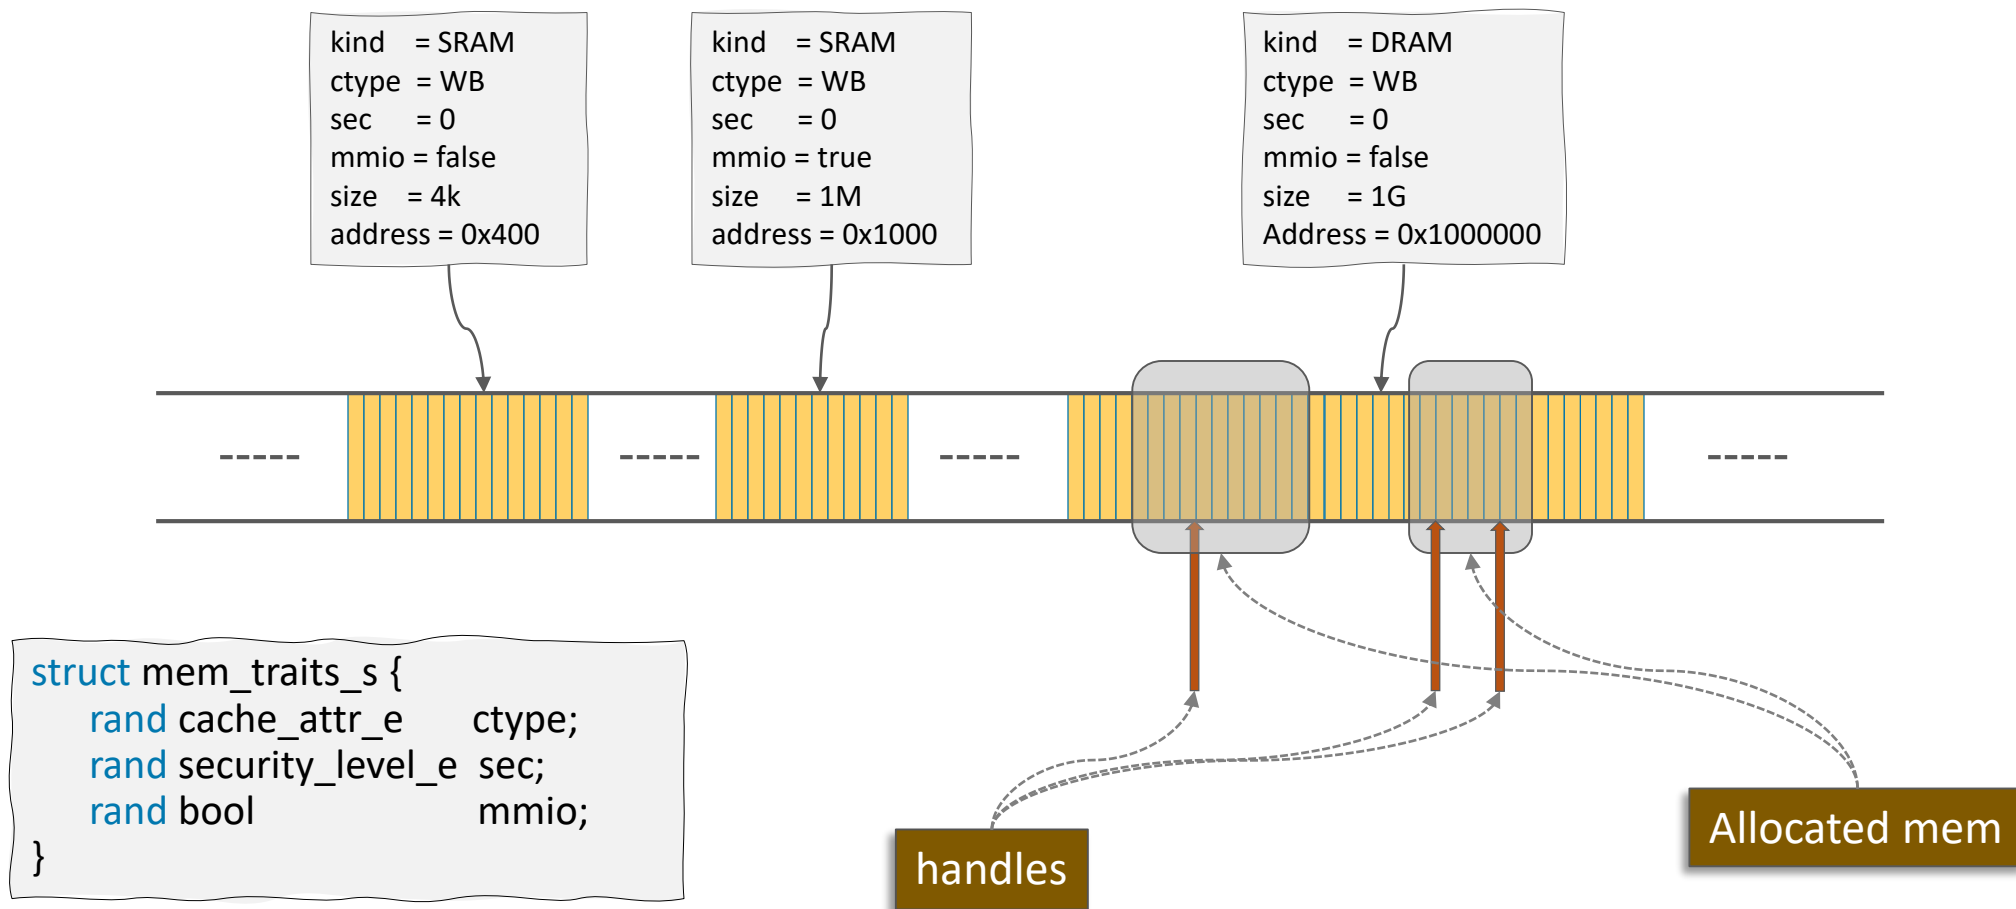 kind = SRAM
ctype = WB
sec = 0
mmio = false
size = 4k
address = 0x400
kind = SRAM
ctype = WB
sec = 0
mmio = true
size = 1M
address = 0x1000
kind = DRAM
ctype = WB
sec = 0
mmio = false
size = 1G
Address = 0x1000000
struct mem_traits_s {
rand cache_attr_e ctype;
rand security_level_e sec;
rand bool mmio;
}
handles
Allocated mem